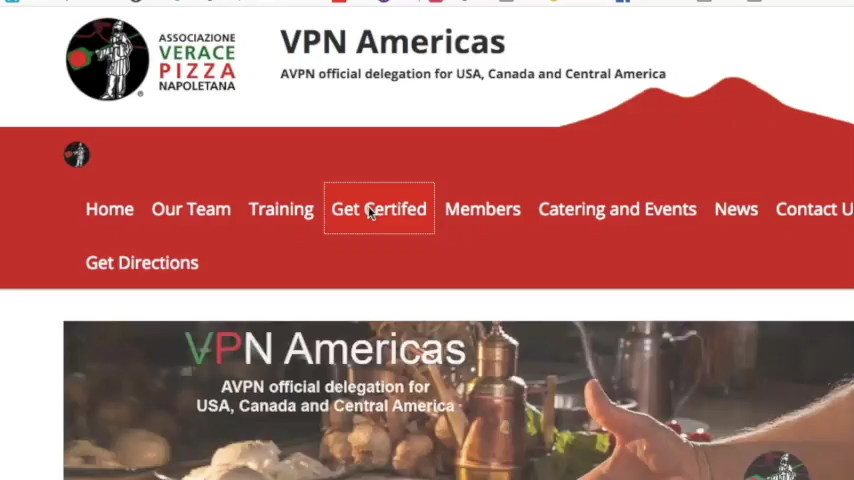 ASSOCIAZIONE
VERACE
PIZZA
NAPOLETANA
VPN Americas
AVPN official delegation for USA, Canada and Central America
Home Our Team Training Get Certifed Members Catering and Events News Contact U
Get Directions
VPN Americas
AVPN official delegation for
USA, Canada and Central America